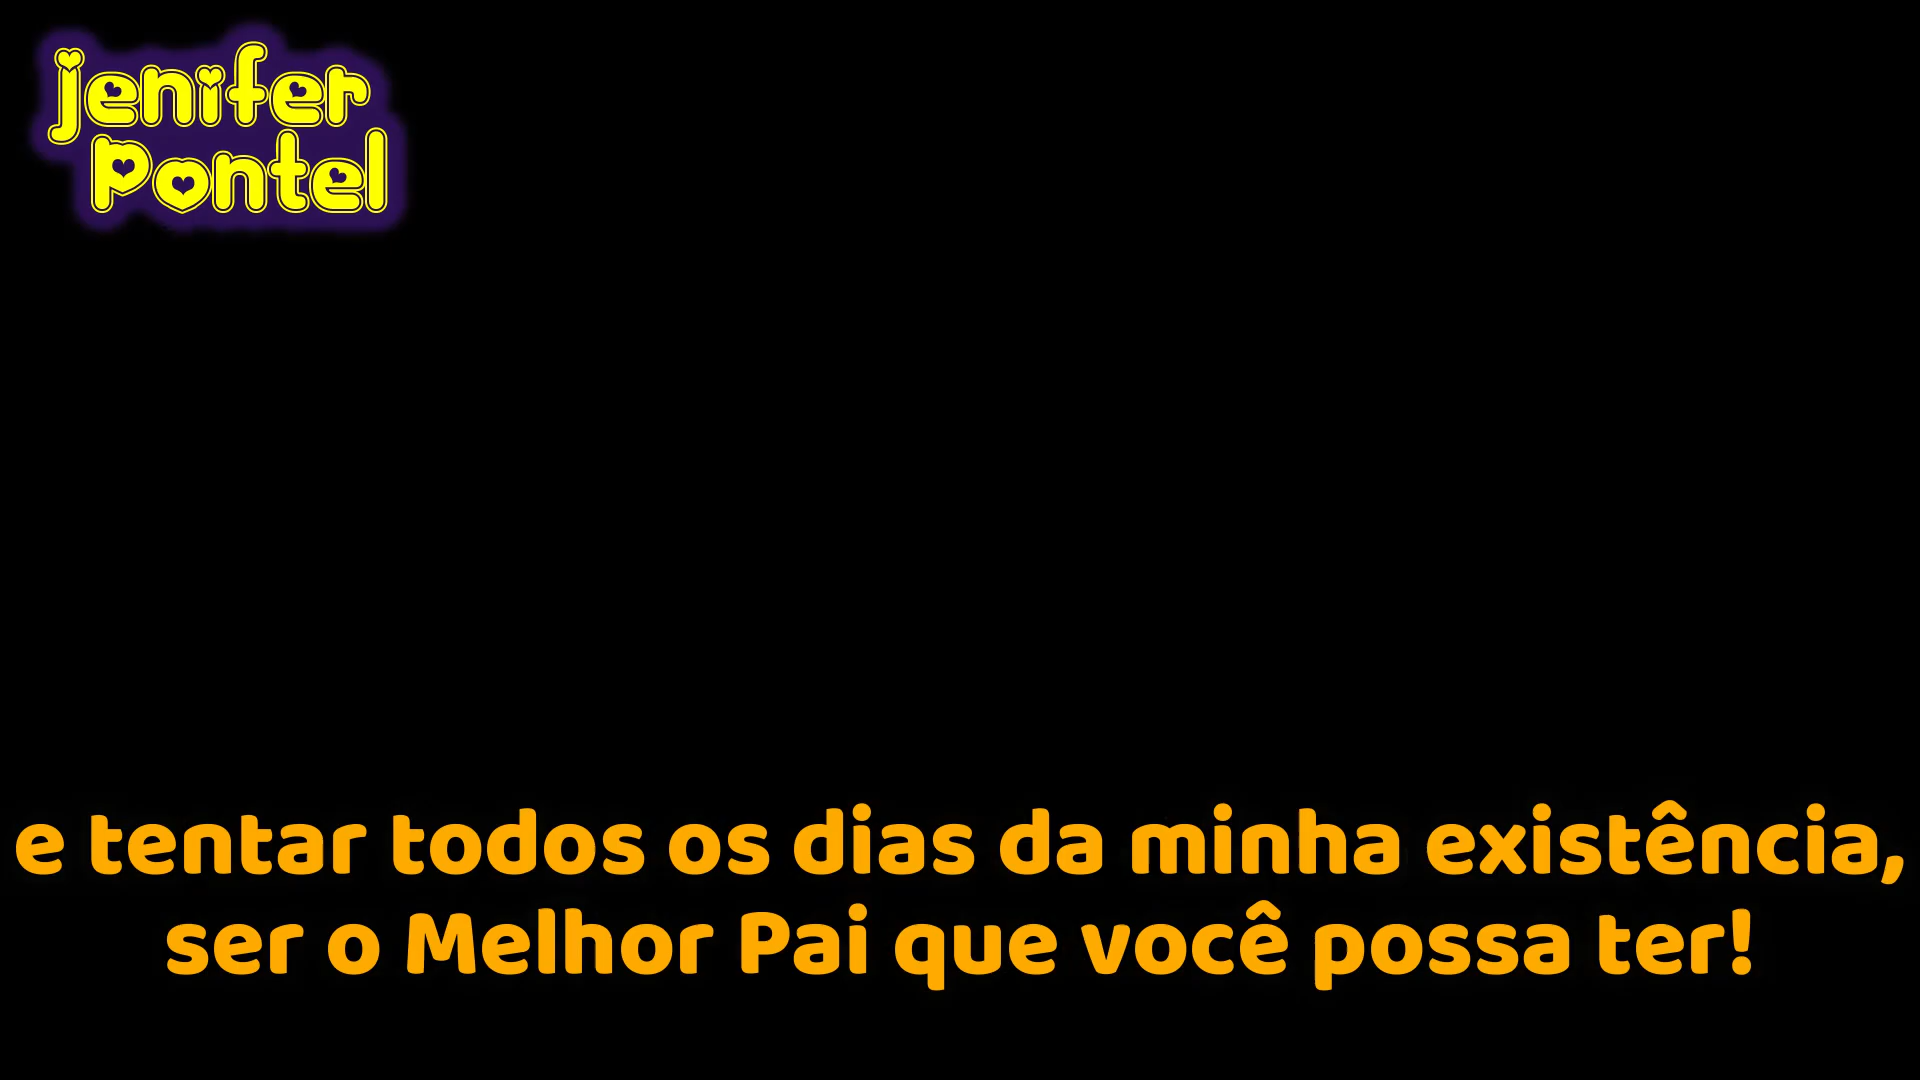 jenifer
Pontel
e tentar todos os dias da minha existência,
ser o Melhor Pai que você possa ter!